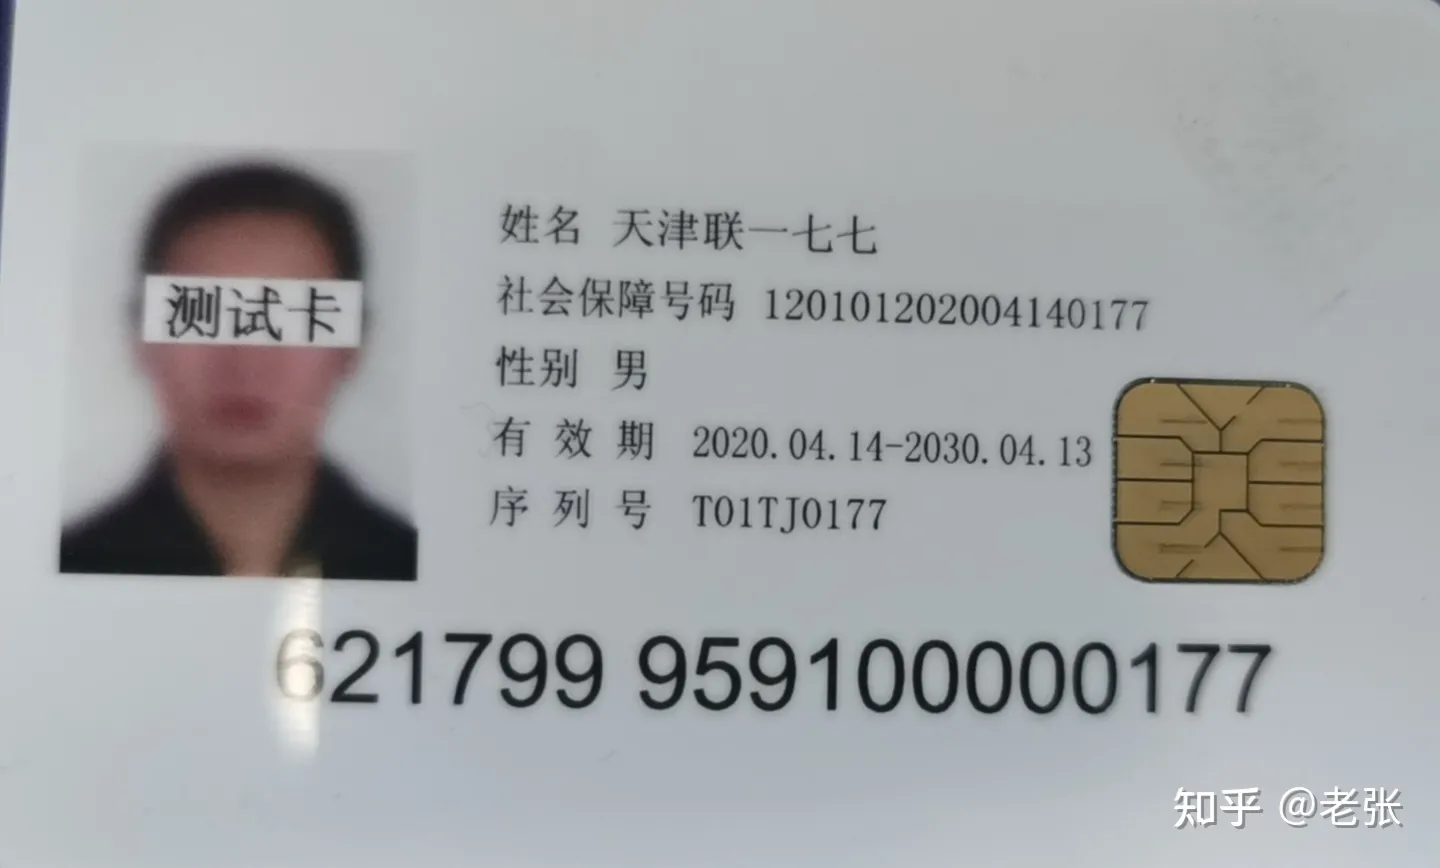 测试卡
姓名 天津联一七七
社会保障号码 120101202004140177
性别 男
有效期 2020.04.14-2030.04.13
序列号 T01TJ0177
621799 959100000177
知乎 @老张